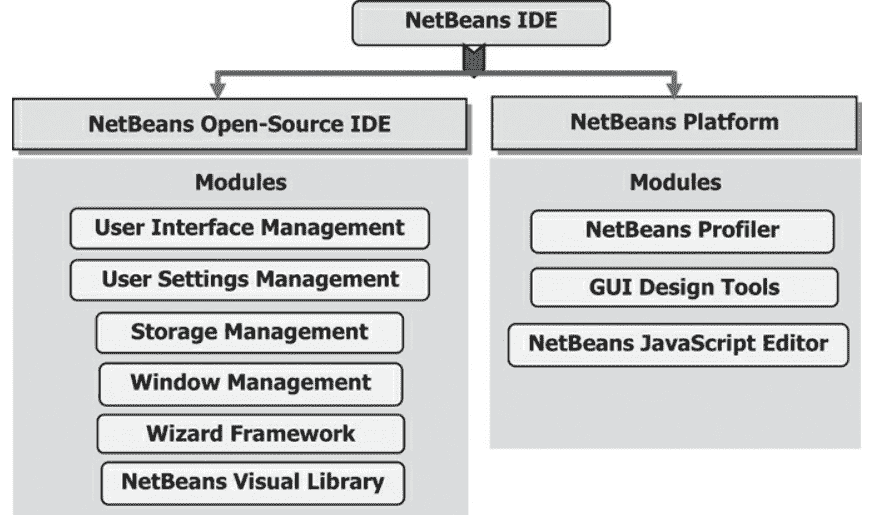 NetBeans IDE
NetBeans Open-Source IDE
Modules
User Interface Management
User Settings Management
Storage Management
Window Management
Wizard Framework
NetBeans Visual Library
NetBeans Platform
Modules
NetBeans Profiler
GUI Design Tools
NetBeans JavaScript Editor